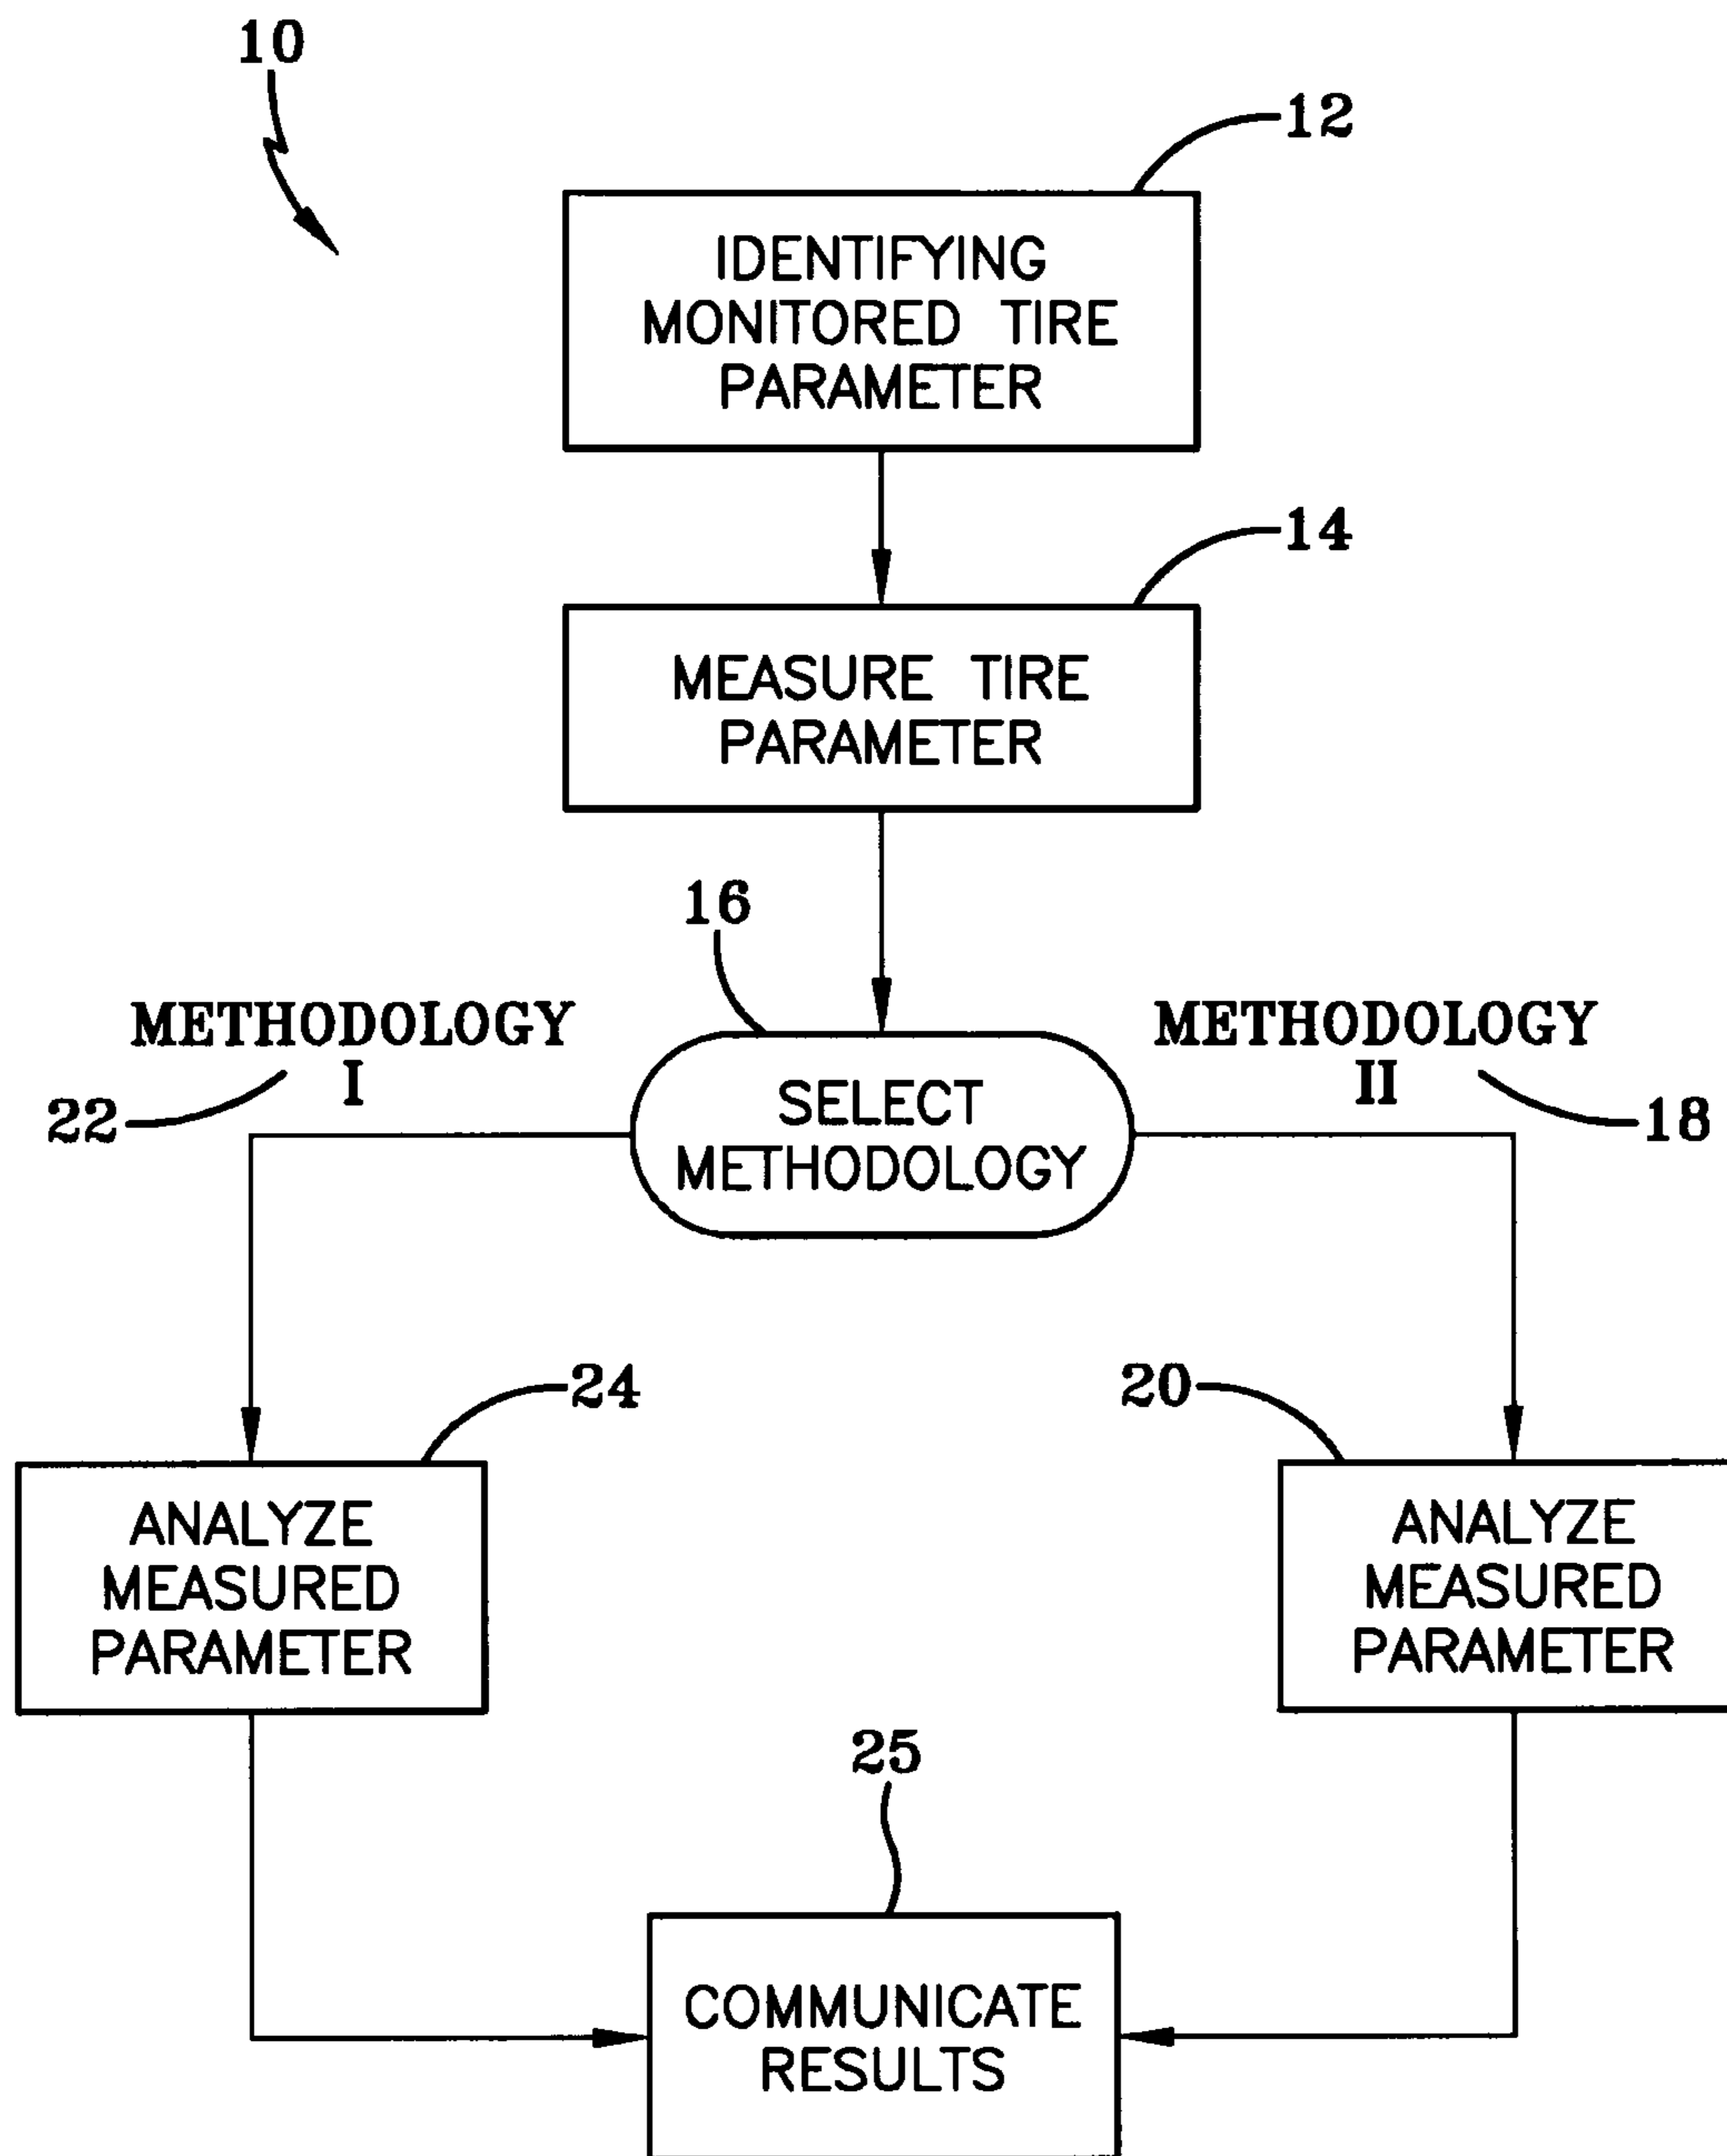 10
12
IDENTIFYING
MONITORED TIRE
PARAMETER
14
MEASURE TIRE
PARAMETER
16
METHODOLOGY
I
22
SELECT
METHODOLOGY
METHODOLOGY
II
18
24
ANALYZE
MEASURED
PARAMETER
20
ANALYZE
MEASURED
PARAMETER
25
COMMUNICATE
RESULTS